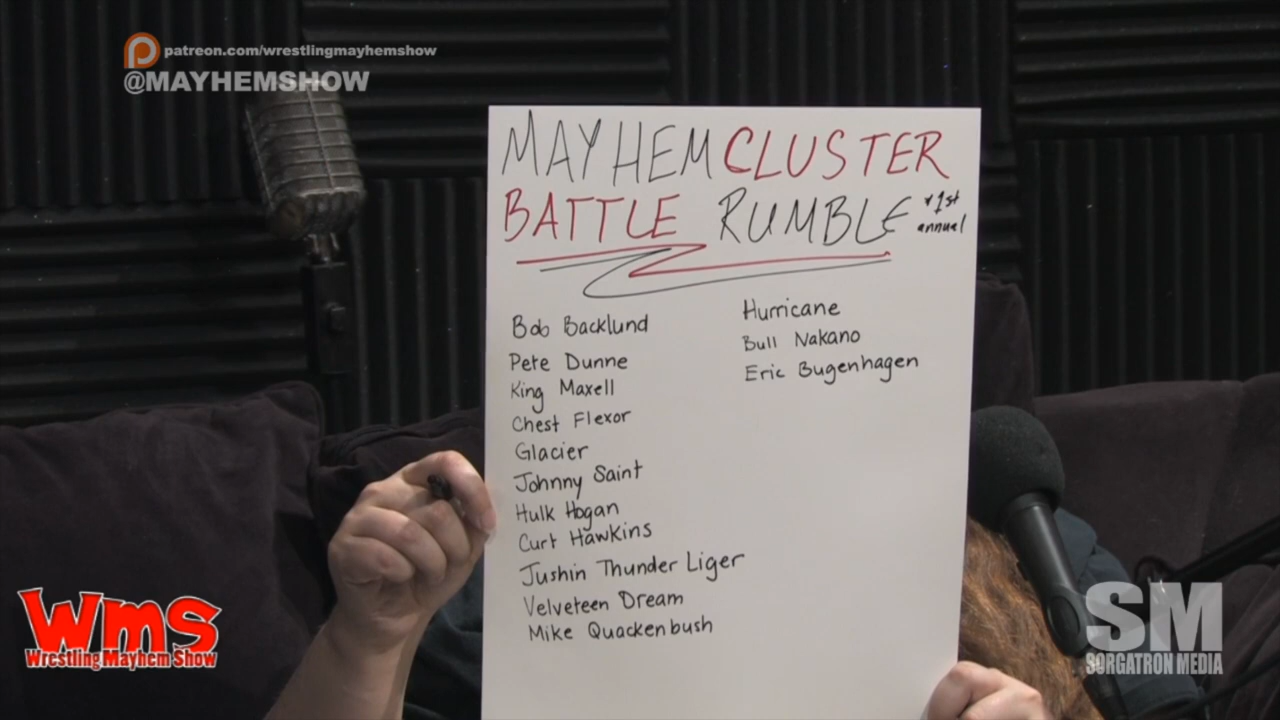 patreon.com/wrestlingmayhemshow
@MAYHEMSHOW
MAYHEM CLUSTER
BATTLE RUMBLE *1st
annual
Bob Backlund
Pete Dunne
King Maxell
Chest Flexor
Glacier
Johnny Saint
Hulk Hogan
Curt Hawkins
Jushin Thunder Liger
Velveteen Dream
Mike Quackenbush
Hurricane
Bull Nakano
Eric Bugenhagen
WMS
Wrestling Mayhem Show
SM
SORGATRON MEDIA